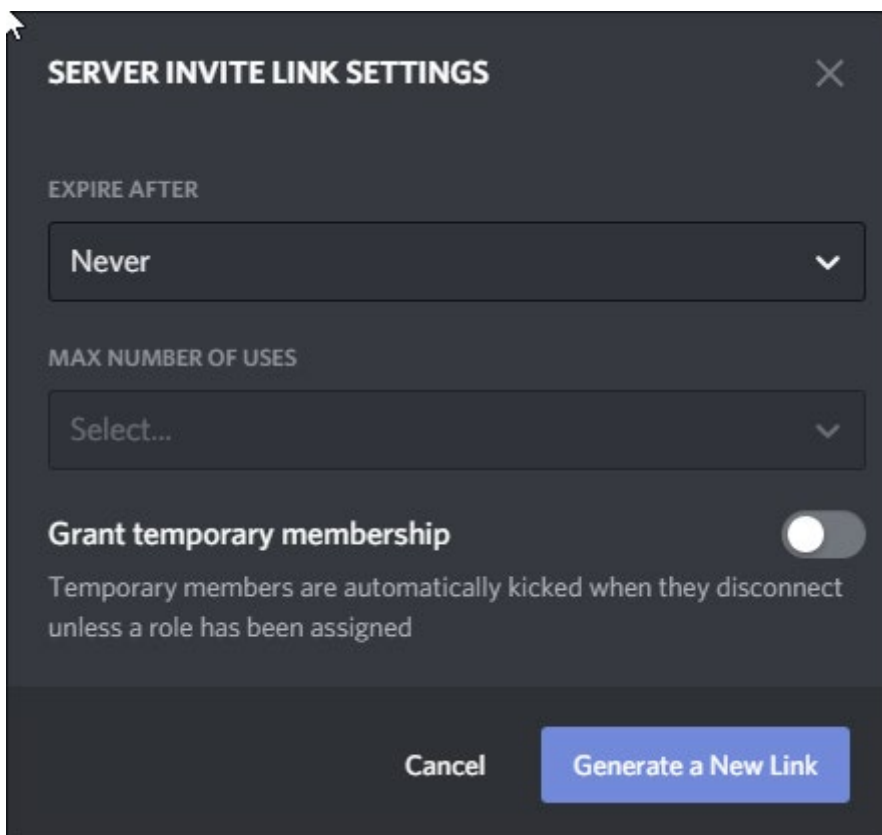 SERVER INVITE LINK SETTINGS
EXPIRE AFTER
Never
MAX NUMBER OF USES
Select...
Grant temporary membership
Temporary members are automatically kicked when they disconnect
unless a role has been assigned
Cancel
Generate a New Link